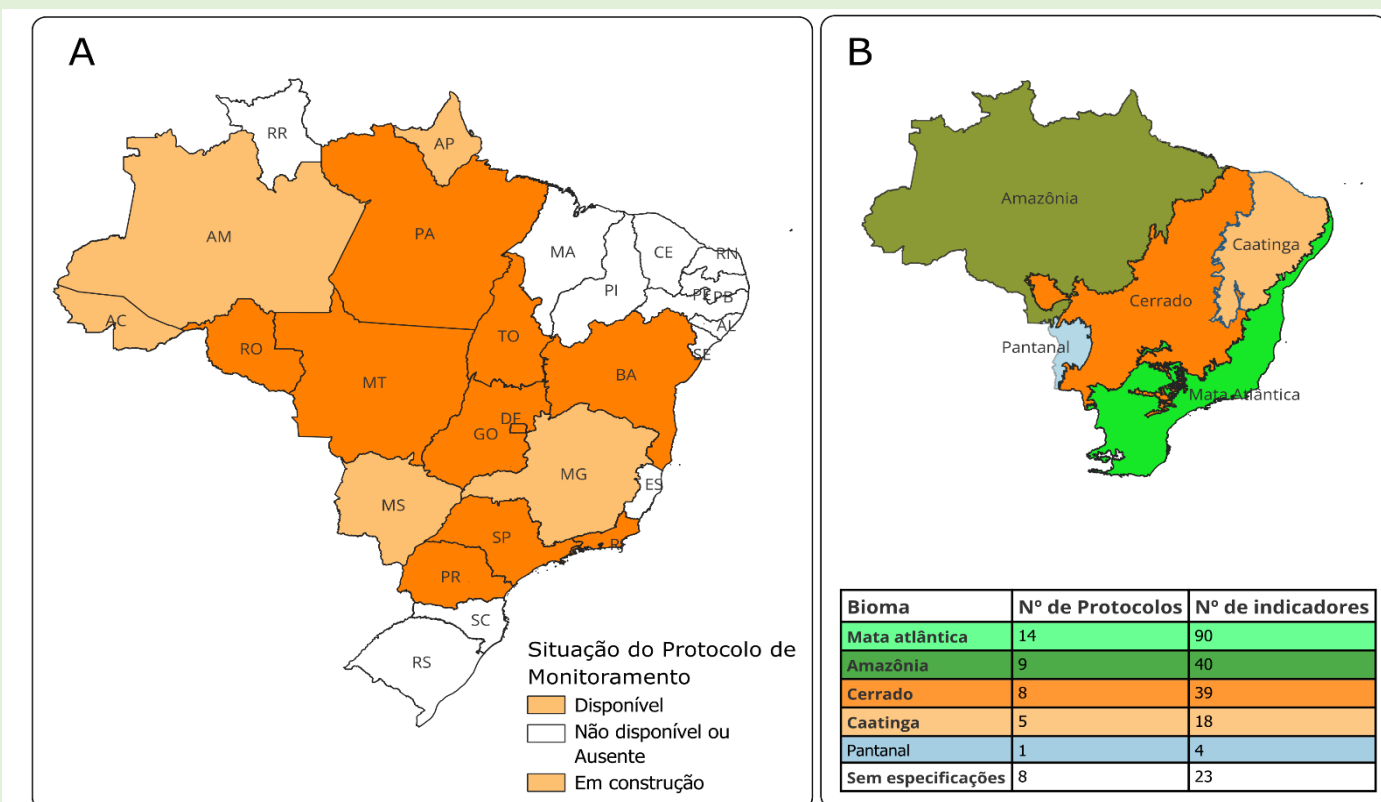 A
RR
AP
AM
PA
MA
CE
RN
PI
PB
AC
AL
TO
SE
RO
BA
MT
DF
GO
MG
ES
MS
SP
RJ
PR
SC
RS
Situação do Protocolo de
Monitoramento
Disponível
Não disponível ou
Ausente
Em construção
B
Amazônia
Caatinga
Cerrado
Pantanal
Mata Atlântica
Bioma Nº de Protocolos Nº de indicadores
Mata atlântica 14 90
Amazônia 9 40
Cerrado 8 39
Caatinga 5 18
Pantanal 1 4
Sem especificações 8 23